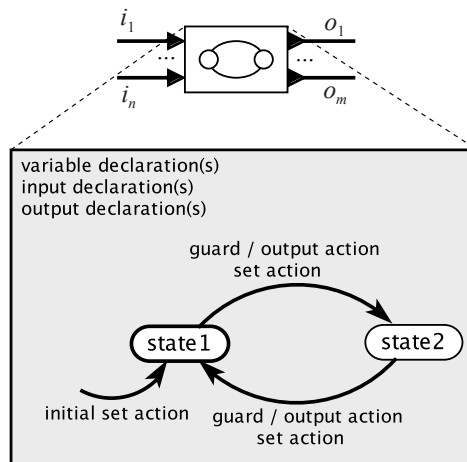 i1 o1
... ...
in om
variable declaration(s)
input declaration(s)
output declaration(s)
guard / output action
set action
state1
state2
initial set action
guard / output action
set action